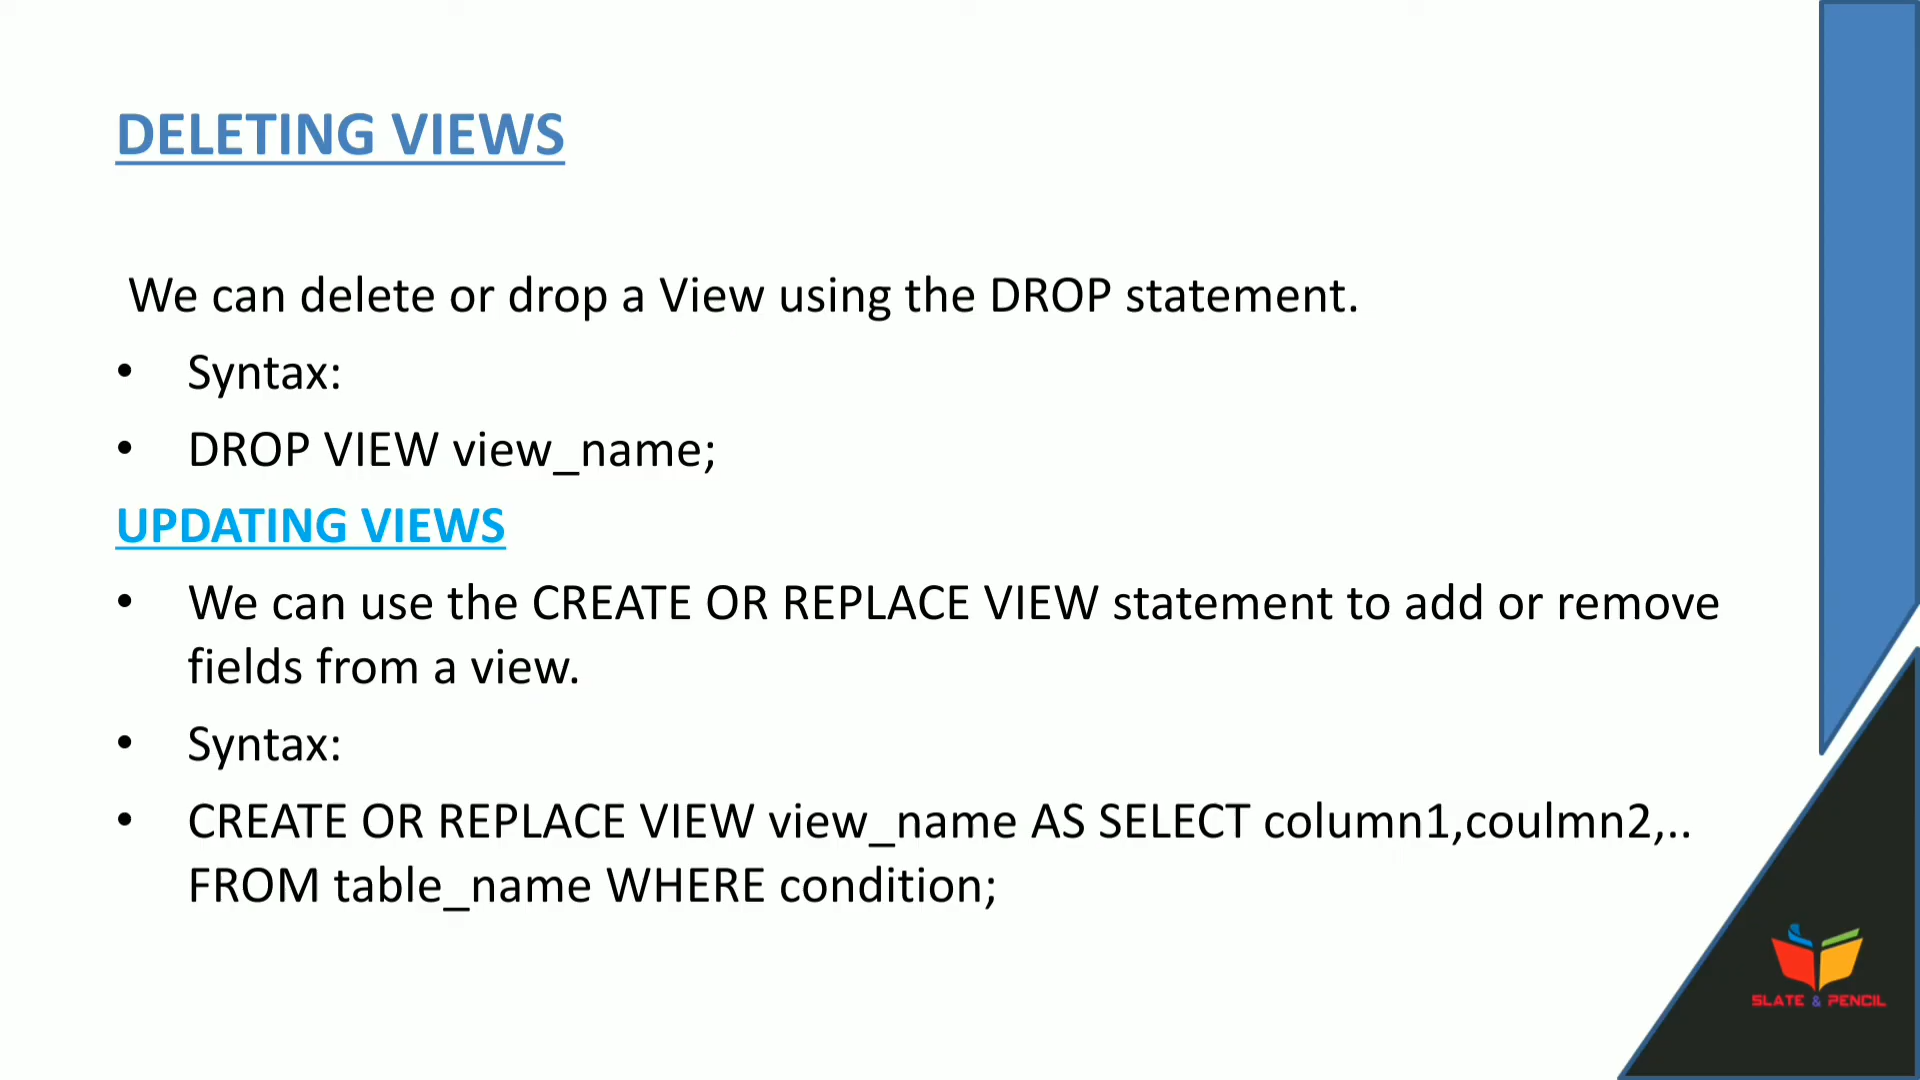 DELETING VIEWS
We can delete or drop a View using the DROP statement.
• Syntax:
• DROP VIEW view_name;
UPDATING VIEWS
• We can use the CREATE OR REPLACE VIEW statement to add or remove
fields from a view.
• Syntax:
• CREATE OR REPLACE VIEW view_name AS SELECT column1,coulmn2,..
FROM table_name WHERE condition;
SLATE & PENCIL